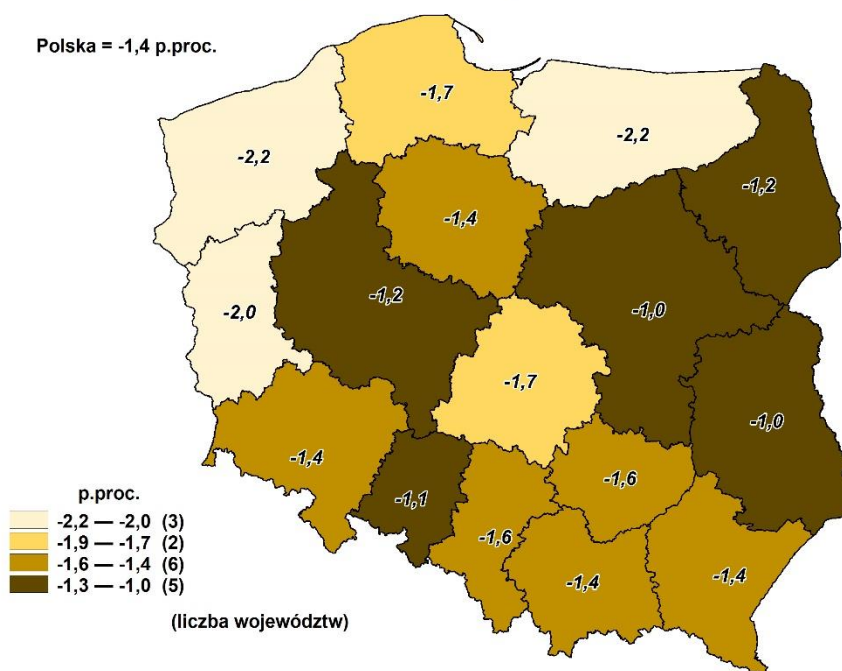 Polska = -1,4 p.proc.
-1,7
-2,2
-2,2
-1,2
-1,4
-1,2
-1,0
-2,0
-1,7
-1,0
-1,4
-1,1
-1,6
-1,6
-1,4
-1,4
p.proc.
-2,2 — -2,0 (3)
-1,9 — -1,7 (2)
-1,6 — -1,4 (6)
-1,3 — -1,0 (5)
(liczba województw)